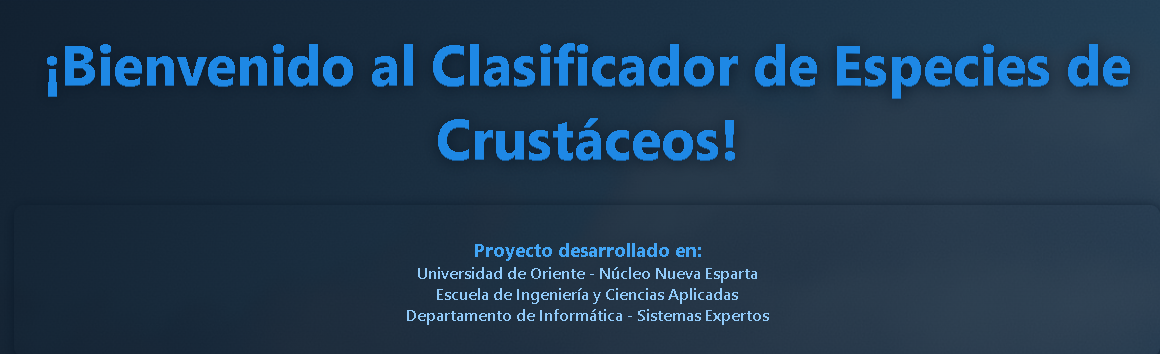 ¡Bienvenido al Clasificador de Especies de
Crustáceos!
Proyecto desarrollado en:
Universidad de Oriente - Núcleo Nueva Esparta
Escuela de Ingeniería y Ciencias Aplicadas
Departamento de Informática - Sistemas Expertos